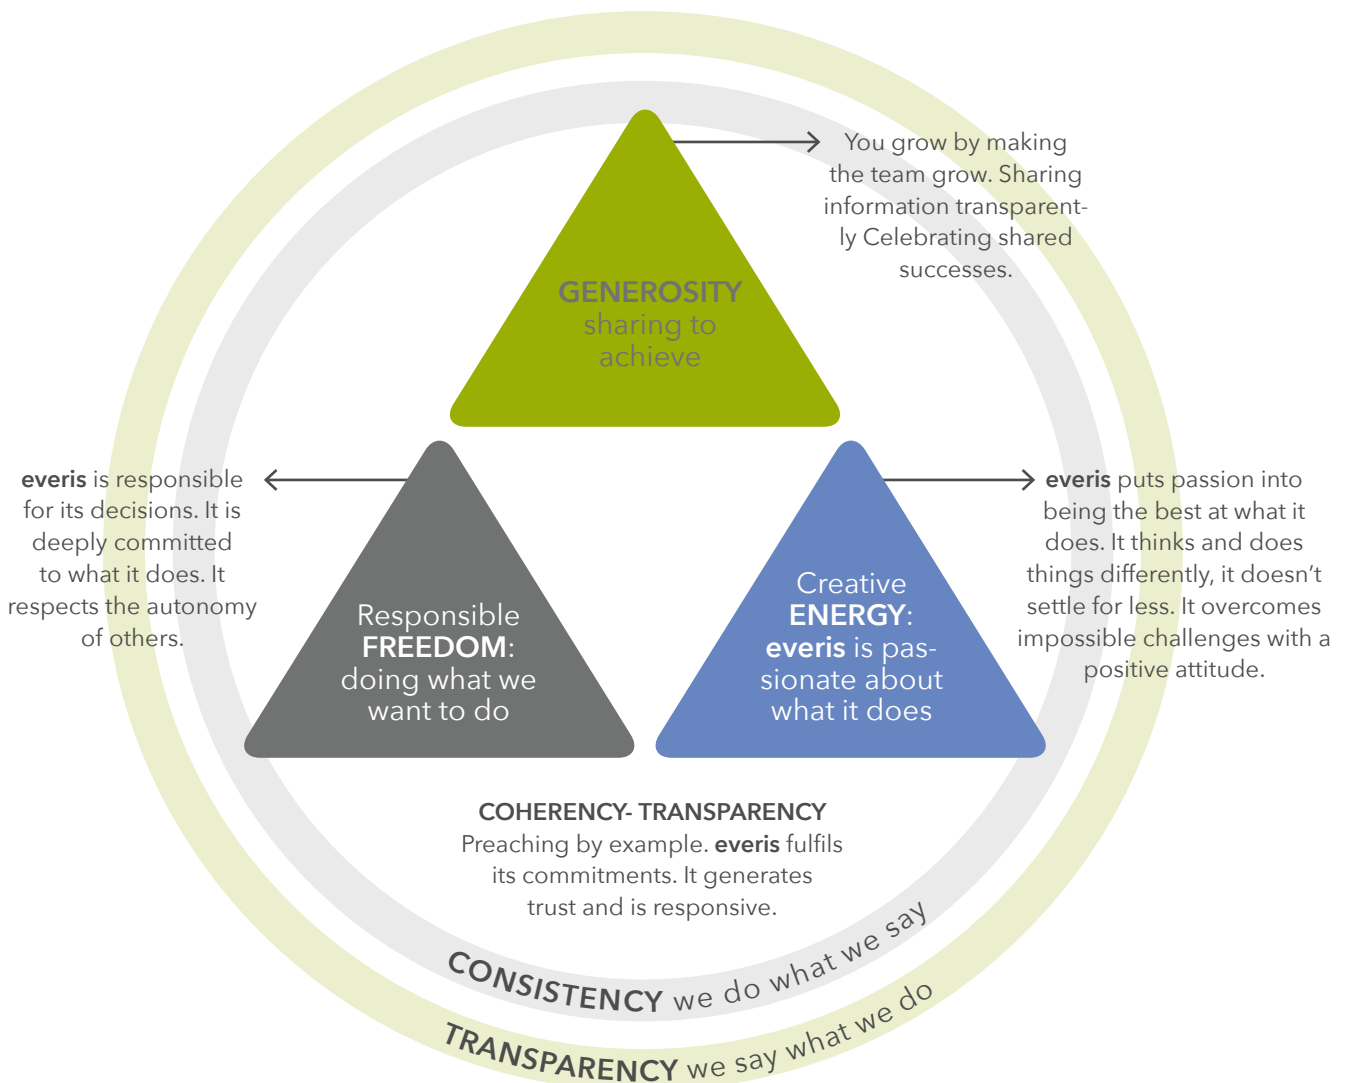 You grow by making
the team grow. Sharing
information transparent-
ly Celebrating shared
successes.
GENEROSITY
sharing to
achieve
everis is responsible
for its decisions. It is
deeply committed
to what it does. It
respects the autonomy
of others.
Responsible
FREEDOM:
doing what we
want to do
Creative
ENERGY:
everis is pas-
sionate about
what it does
everis puts passion into
being the best at what it
does. It thinks and does
things differently, it doesn't
settle for less. It overcomes
impossible challenges with a
positive attitude.
COHERENCY- TRANSPARENCY
Preaching by example. everis fulfils
its commitments. It generates
trust and is responsive.
CONSISTENCY we do what we say
TRANSPARENCY we say what we do